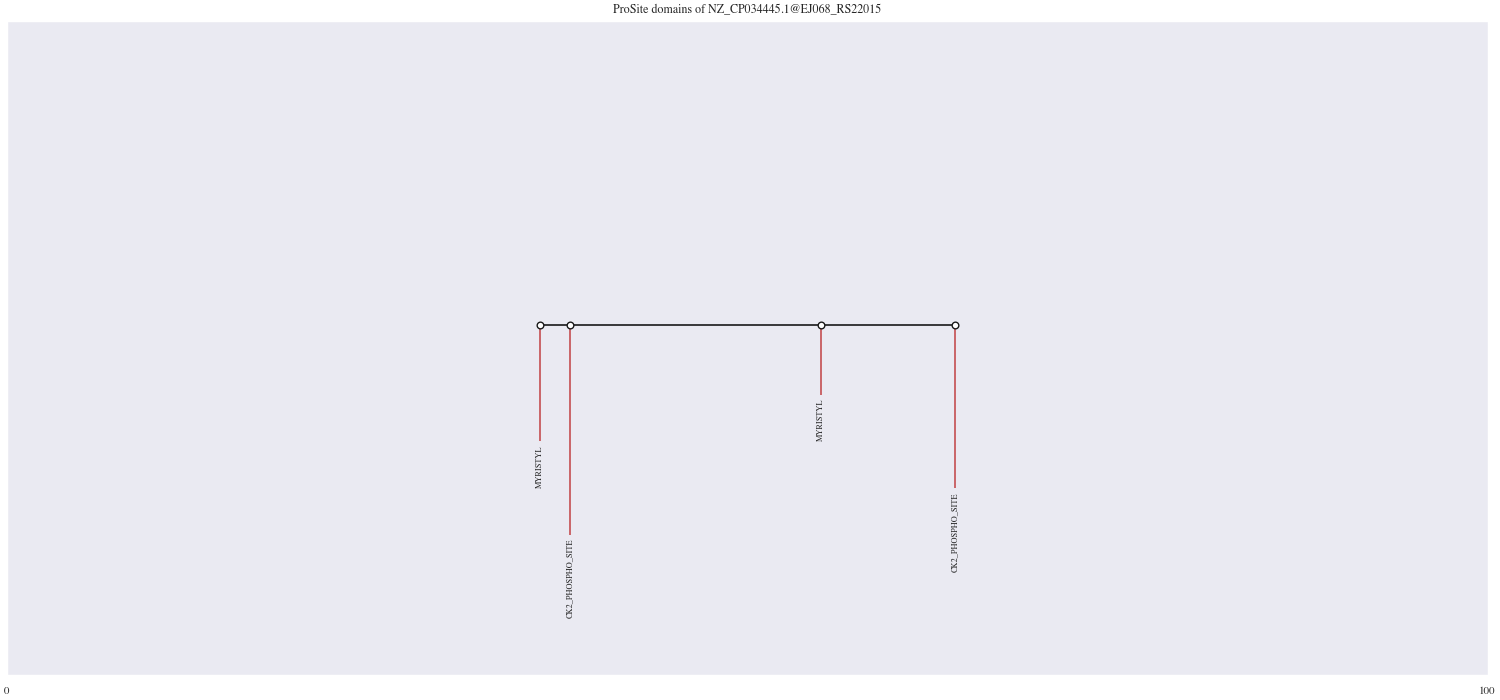 ProSite domains of NZ_CP034445.1@EJ068_RS22015
MYRISTYL
MYRISTYL
CK2_PHOSPHO_SITE
CK2_PHOSPHO_SITE
0
100